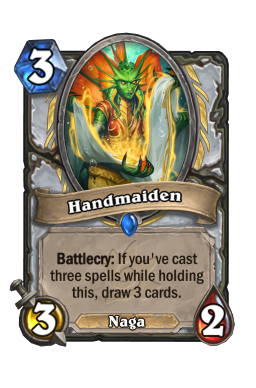 3
Handmaiden
Battlecry: If you've cast
three spells while holding
this, draw 3 cards.
3
Naga
2